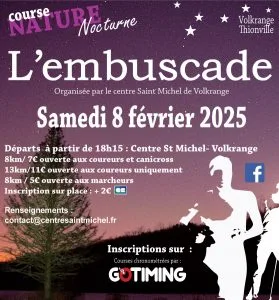 course
NATURE
Nocturne
Volkrange
Thionville
L'embuscade
Organisée par le centre Saint Michel de Volkrange
Samedi 8 février 2025
Départs à partir de 18h15 : Centre St Michel- Volkrange
8km/ 7€ ouverte aux coureurs et canicross
13km/11€ ouverte aux coureurs uniquement
8km / 5€ ouverte aux marcheurs
Inscription sur place : + 2€
Renseignements :
contact@centresaintmichel.fr
f
Inscriptions sur :
Courses chronométrées par :
GOTIMING